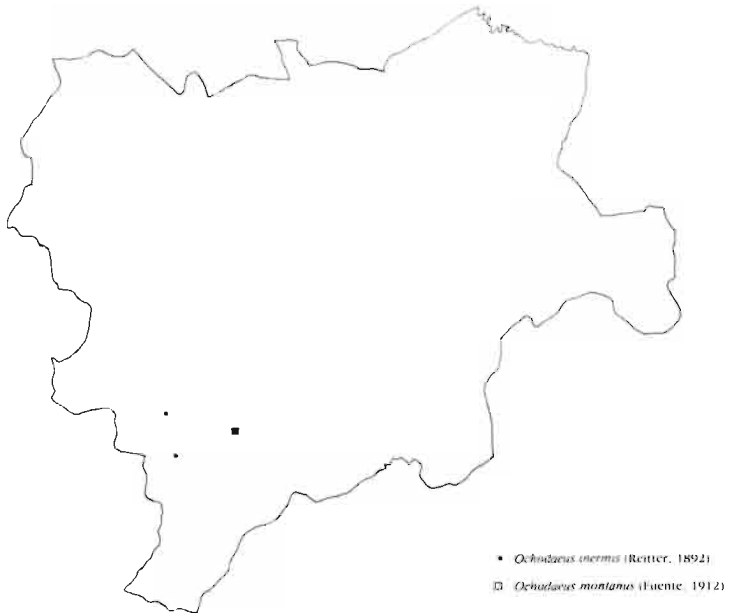 Ochodaeus inermis (Reitter, 1892)
Ochodaeus montanus (Fuente, 1912)